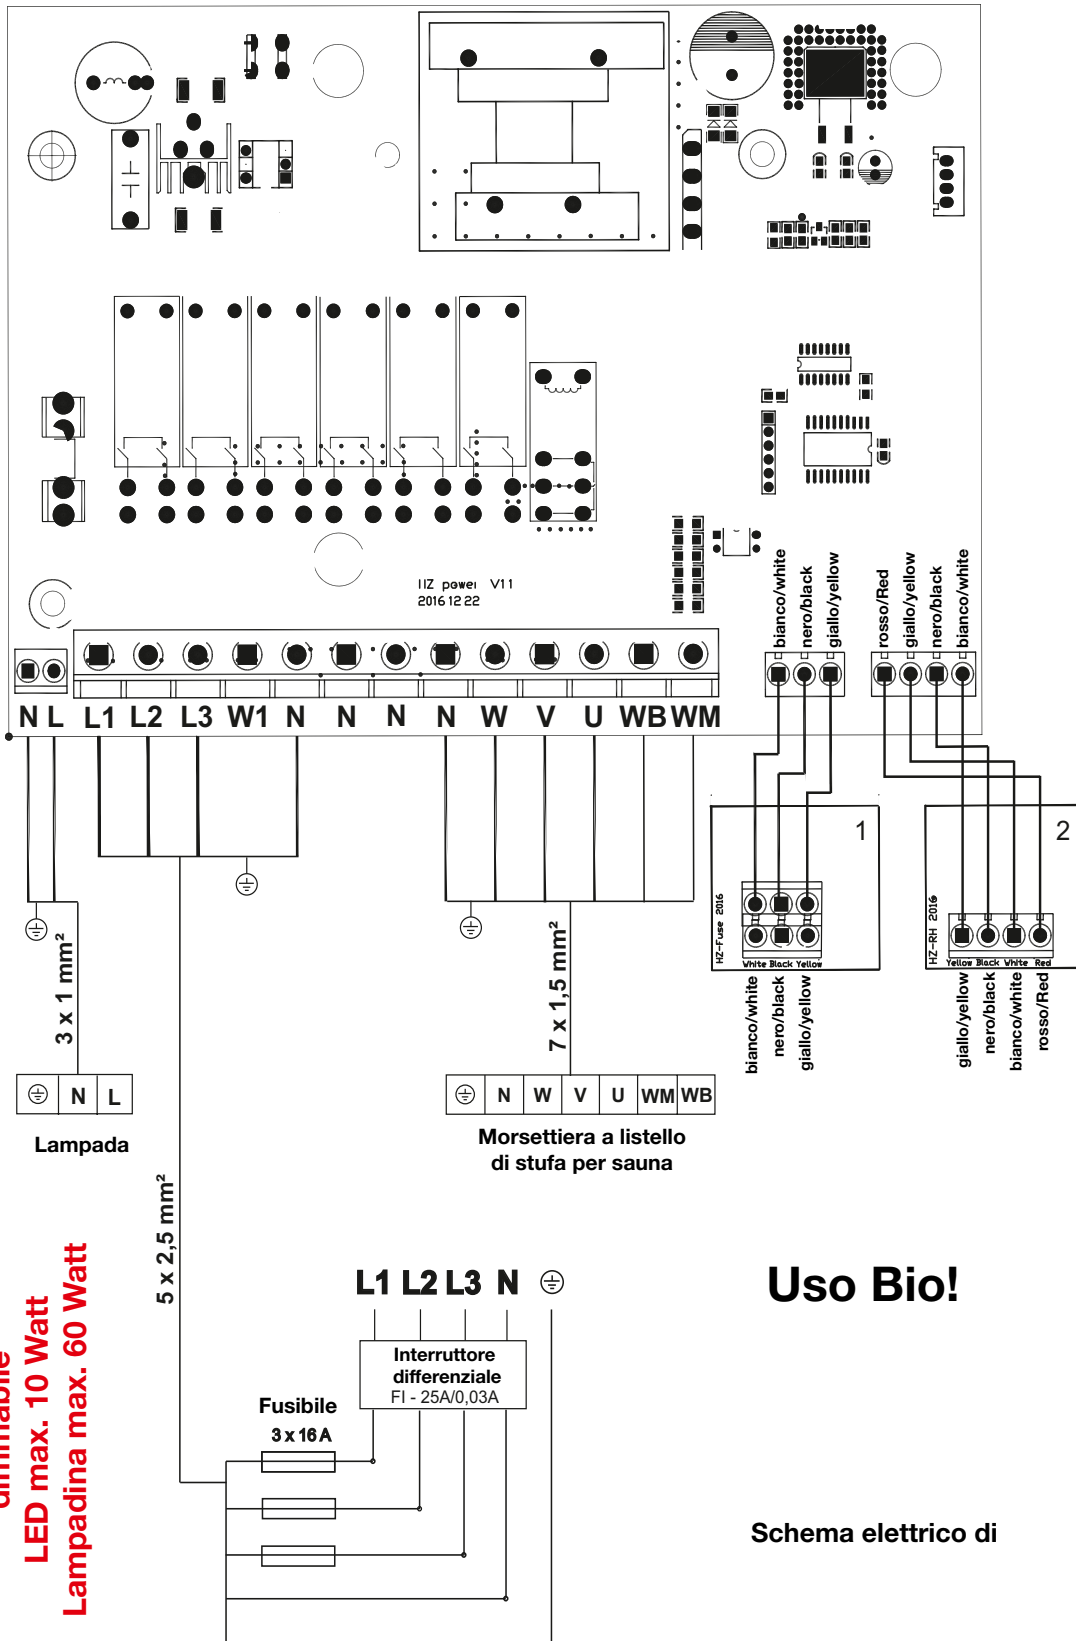 HZ power V11
2016 12 22
bianco/white
nero/black
giallo/yellow
rosso/Red
giallo/yellow
nero/black
bianco/white
N L L1 L2 L3 W1 N N N N W V U WB WM
1
HZ-Fuse 2016
White Black Yellow
bianco/white
nero/black
giallo/yellow
2
HZ-RH 2016
Yellow Black White Red
giallo/yellow
nero/black
bianco/white
rosso/Red
3 x 1 mm²
N L
Lampada
7 x 1,5 mm²
N W V U WM WB
Morsettiera a listello
di stufa per sauna
5 x 2,5 mm²
dimmabile
LED max. 10 Watt
Lampadina max. 60 Watt
L1 L2 L3 N
Interruttore
differenziale
FI - 25A/0,03A
Fusibile
3 x 16 A
Uso Bio!
Schema elettrico di